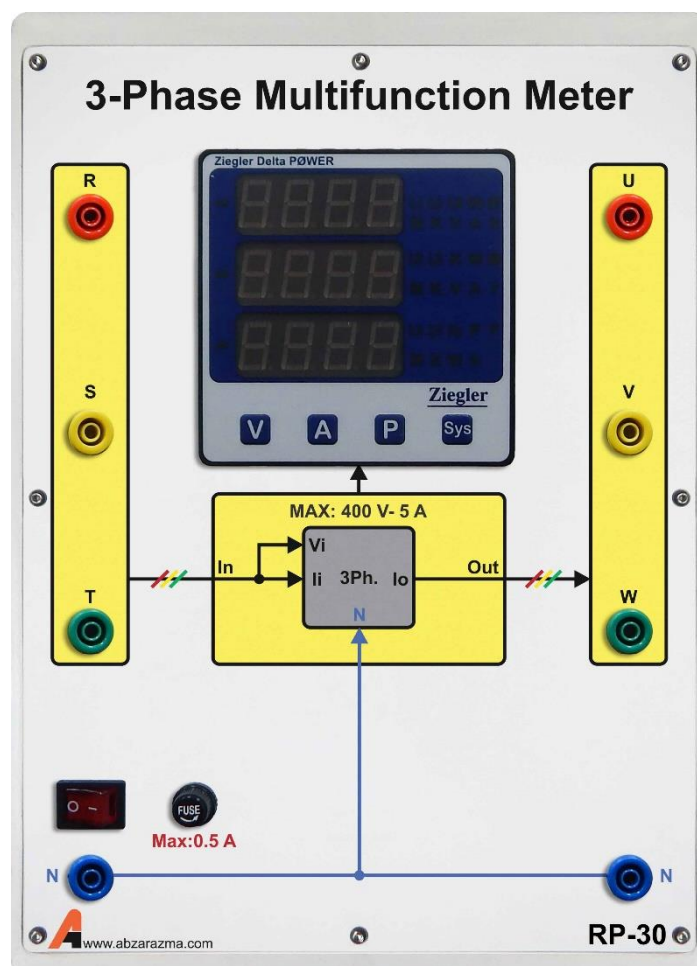 3-Phase Multifunction Meter
R
S
T
Ziegler Delta PØWER
Ziegler
V A P Sys
U
V
W
MAX: 400 V- 5 A
In
Vi
Ii 3Ph. Io
N
Out
FUSE
Max:0.5 A
N
N
www.abzarazma.com
RP-30